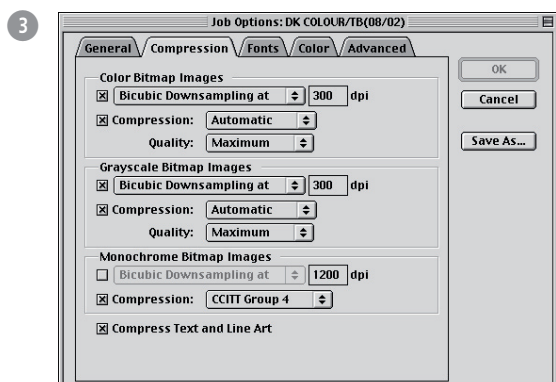 3
Job Options: DK COLOUR/TB(08/02)
General Compression Fonts Color Advanced
OK
Cancel
Save As...
Color Bitmap Images
Bicubic Downsampling at 300 dpi
Compression: Automatic
Quality: Maximum
Grayscale Bitmap Images
Bicubic Downsampling at 300 dpi
Compression: Automatic
Quality: Maximum
Monochrome Bitmap Images
Bicubic Downsampling at 1200 dpi
Compression: CCITT Group 4
Compress Text and Line Art